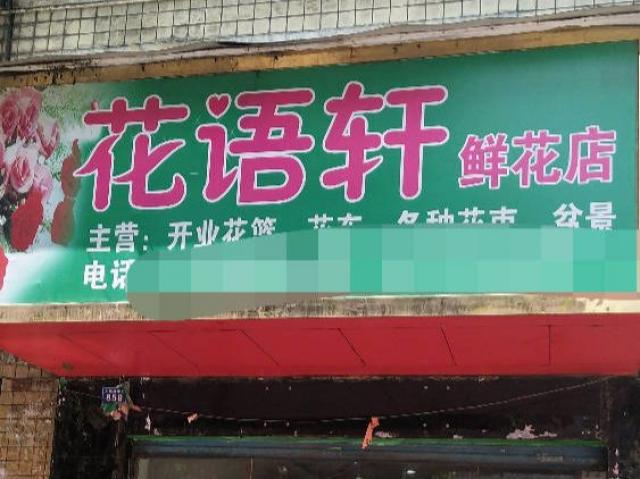 花语轩 鲜花店
主营：开业花篮 花车 各种花束 盆景
电话
858